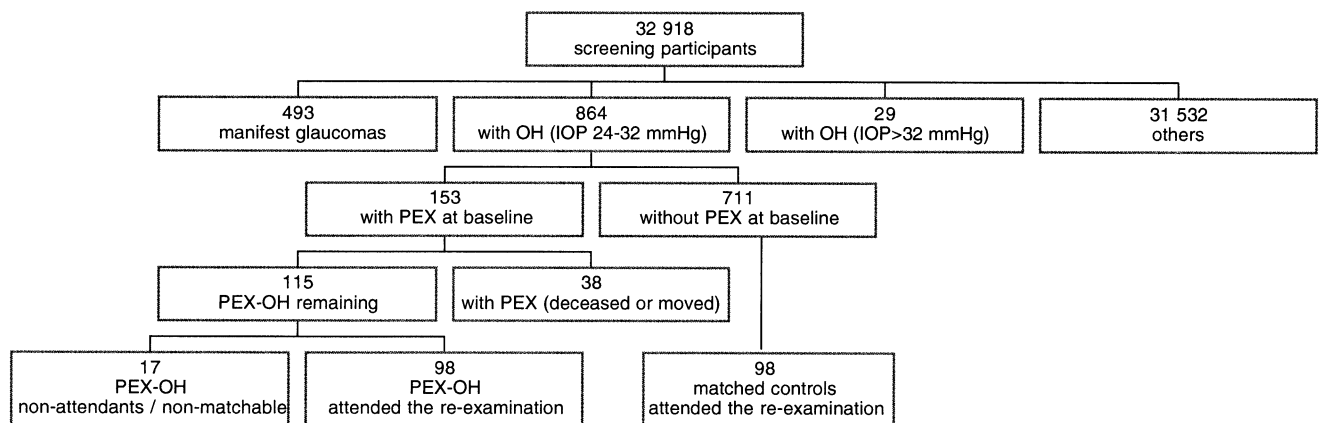 32 918
screening participants
493
manifest glaucomas
864
with OH (IOP 24-32 mmHg)
29
with OH (IOP>32 mmHg)
31 532
others
153
with PEX at baseline
711
without PEX at baseline
115
PEX-OH remaining
38
with PEX (deceased or moved)
17
PEX-OH
non-attendants / non-matchable
98
PEX-OH
attended the re-examination
98
matched controls
attended the re-examination